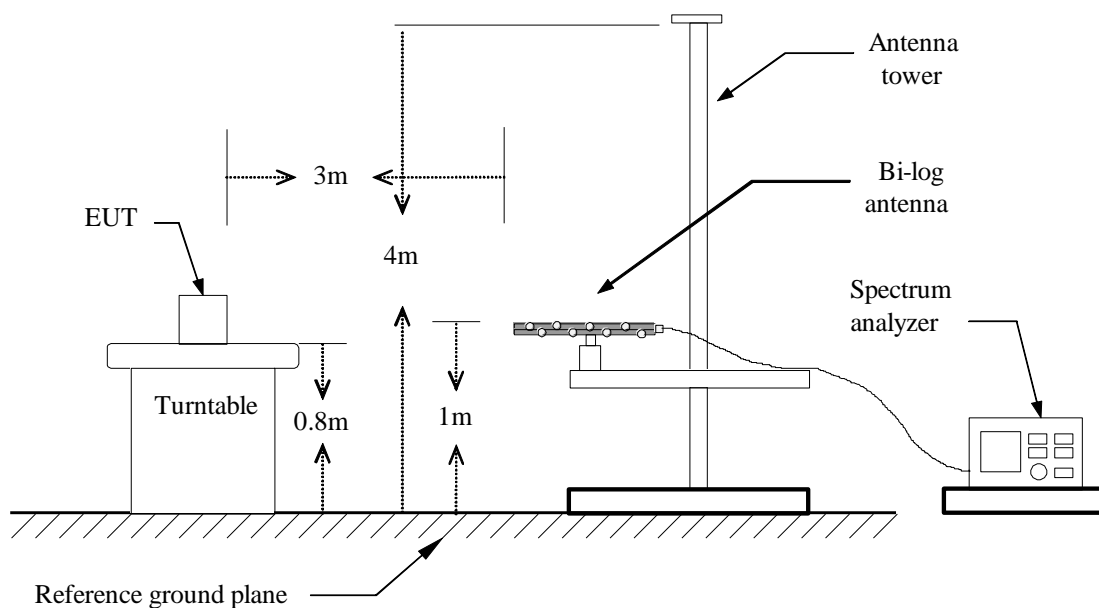 Antenna
tower
3m
Bi-log
antenna
EUT
4m
Spectrum
analyzer
Turntable
0.8m
1m
Reference ground plane